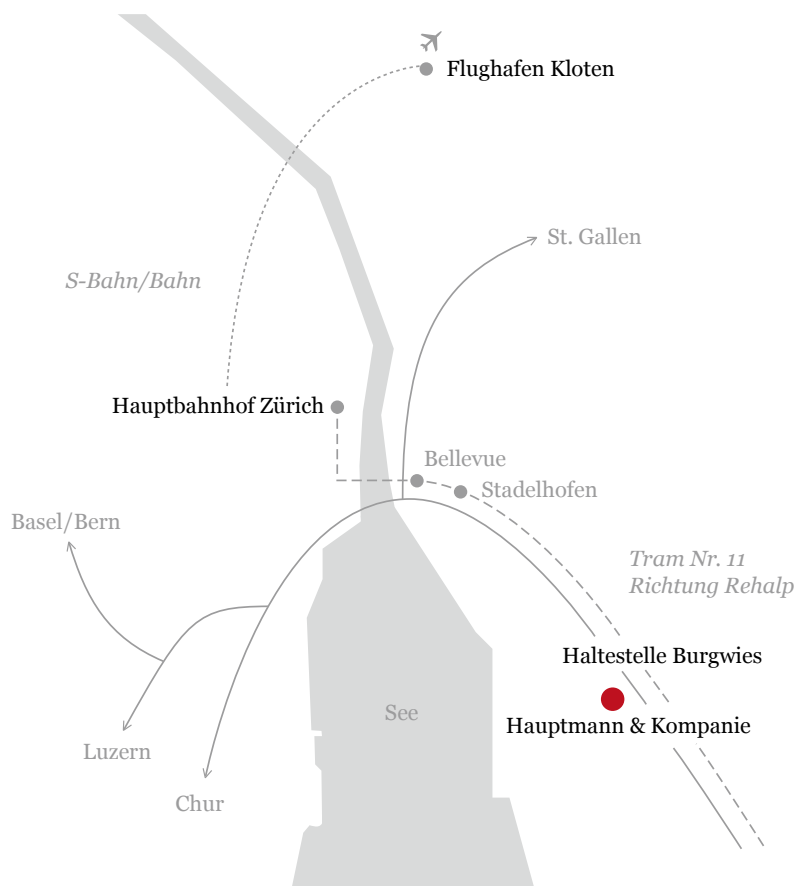 Flughafen Kloten
St. Gallen
S-Bahn/Bahn
Hauptbahnhof Zürich
Bellevue
Stadelhofen
Basel/Bern
Tram Nr. 11
Richtung Rehalp
Haltestelle Burgwies
See
Hauptmann & Kompanie
Luzern
Chur